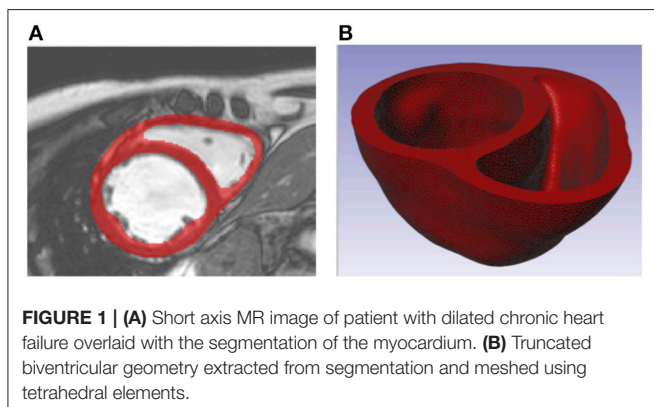 A
B
FIGURE 1 | (A) Short axis MR image of patient with dilated chronic heart
failure overlaid with the segmentation of the myocardium. (B) Truncated
biventricular geometry extracted from segmentation and meshed using
tetrahedral elements.